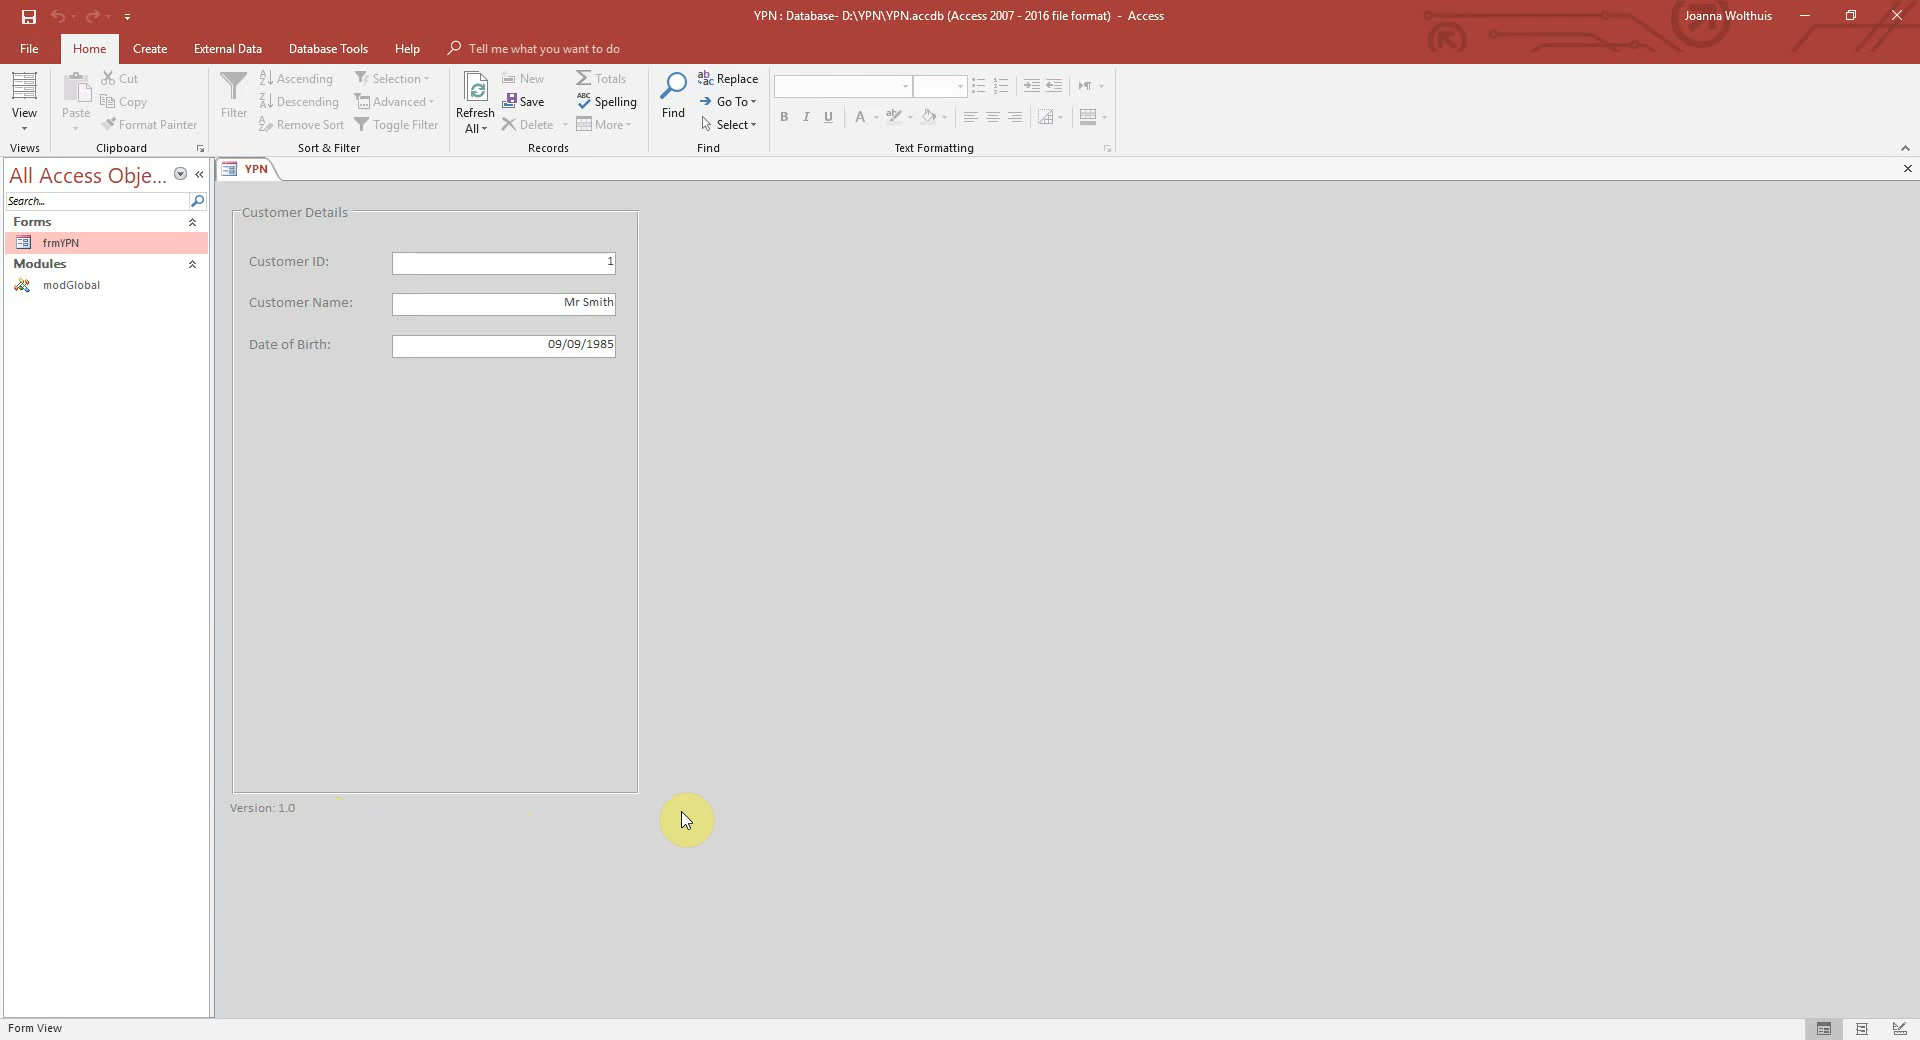 YPN : Database- D:\YPN\YPN.accdb (Access 2007 - 2016 file format) - Access
Joanna Wolthuis
File Home Create External Data Database Tools Help Tell me what you want to do
View
Views
Paste
Cut
Copy
Format Painter
Clipboard
Filter
Ascending
Descending
Remove Sort
Selection
Advanced
Toggle Filter
Sort & Filter
Refresh
All
New
Save
Delete
Totals
Spelling
More
Records
Find
Replace
Go To
Select
Find
B I U A
Text Formatting
All Access Obje...
Search...
Forms
frmYPN
Modules
modGlobal
YPN
Customer Details
Customer ID: 1
Customer Name: Mr Smith
Date of Birth: 09/09/1985
Version: 1.0
Form View